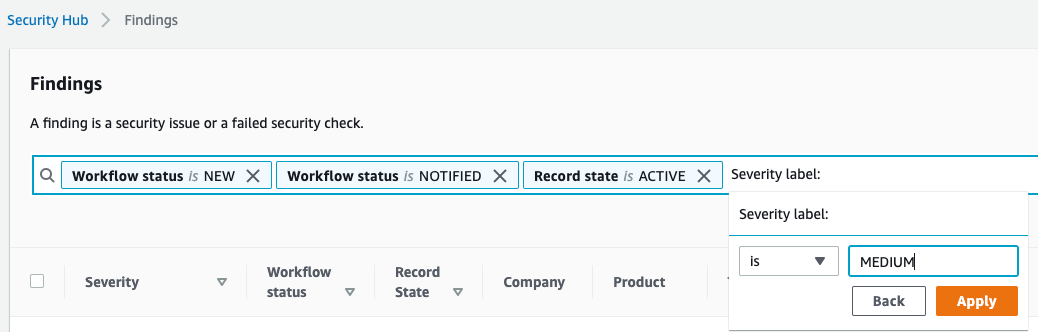 Security Hub > Findings
Findings
A finding is a security issue or a failed security check.
Workflow status is NEW Workflow status is NOTIFIED Record state is ACTIVE Severity label:
Severity label:
is MEDIUM
Back Apply
Severity Workflow status Record State Company Product